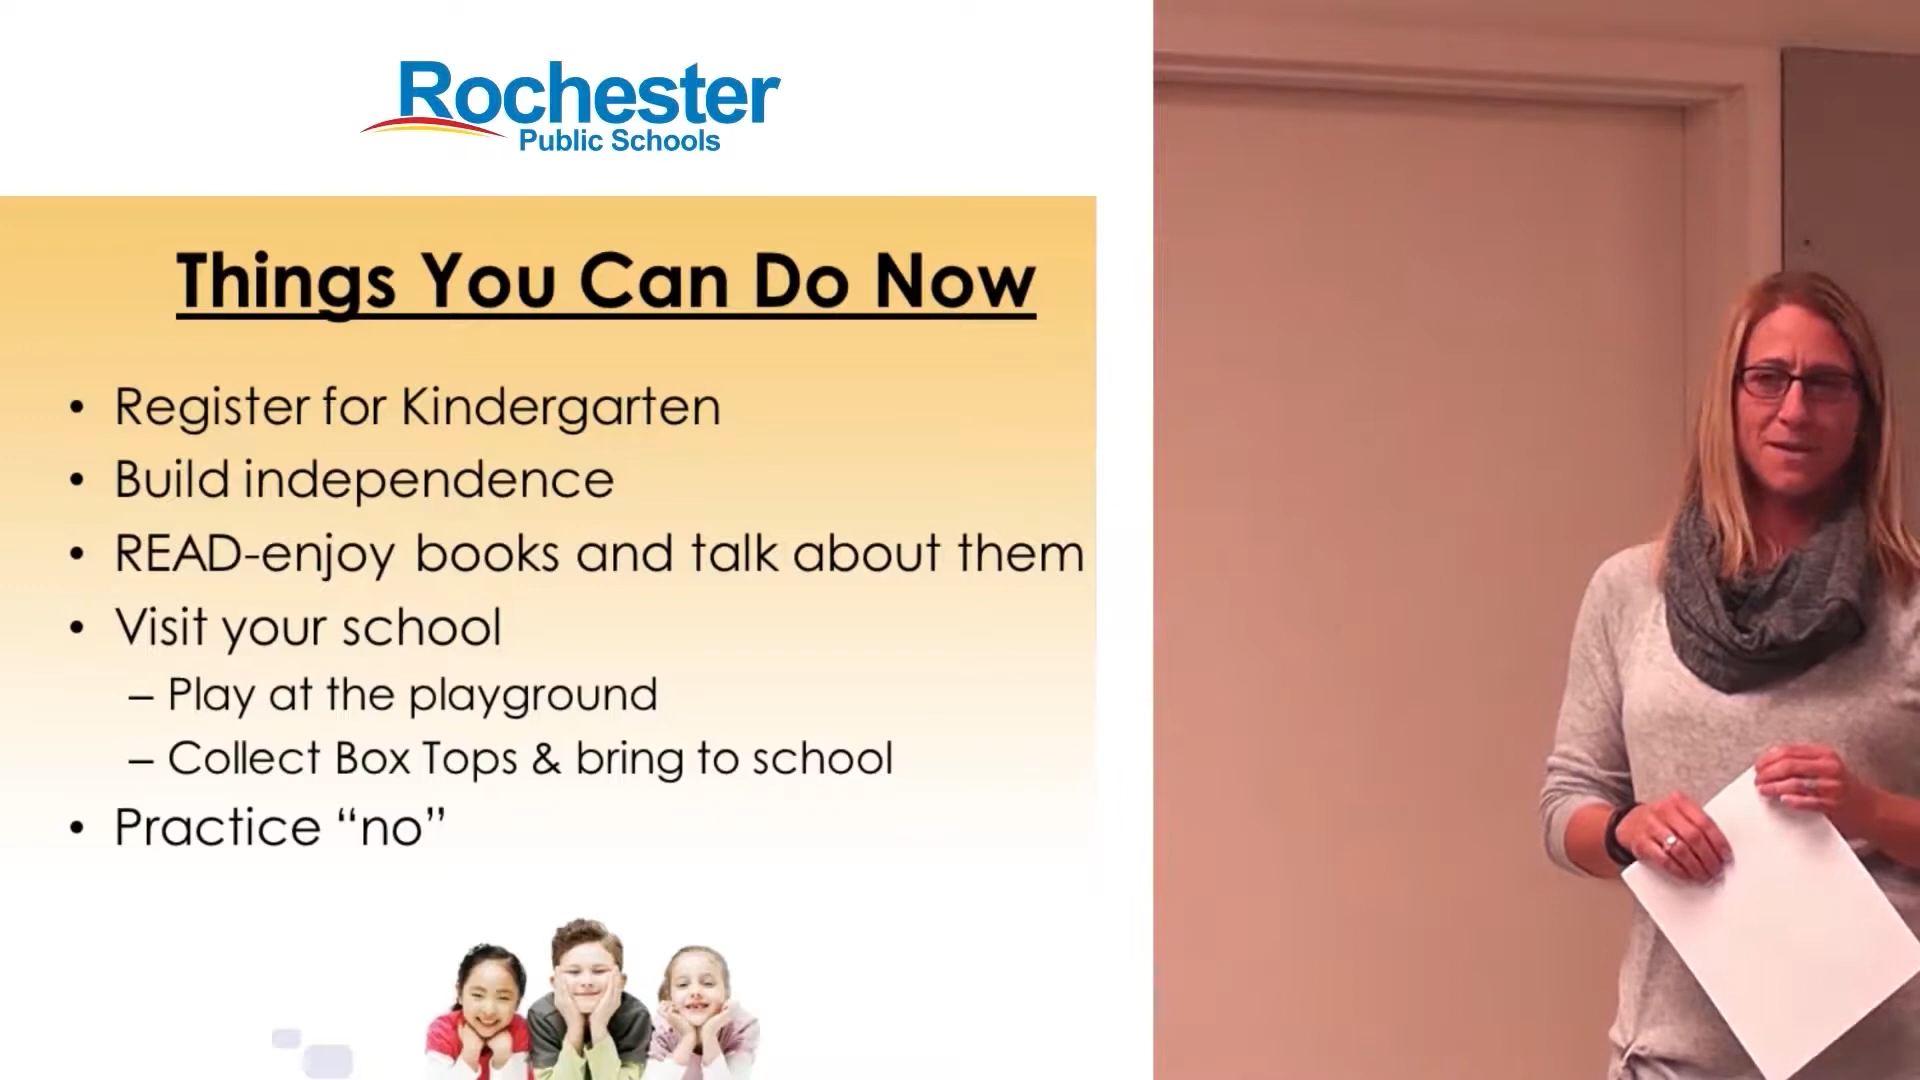 Rochester
Public Schools
Things You Can Do Now
• Register for Kindergarten
• Build independence
• READ-enjoy books and talk about them
• Visit your school
– Play at the playground
– Collect Box Tops & bring to school
• Practice “no”